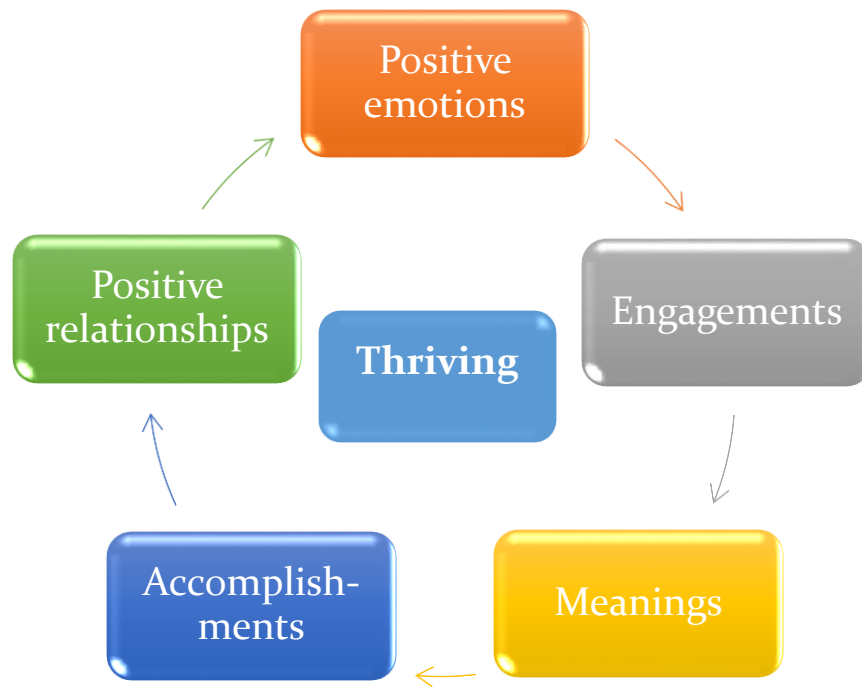 Positive
emotions
Engagements
Meanings
Accomplish-
ments
Positive
relationships
Thriving